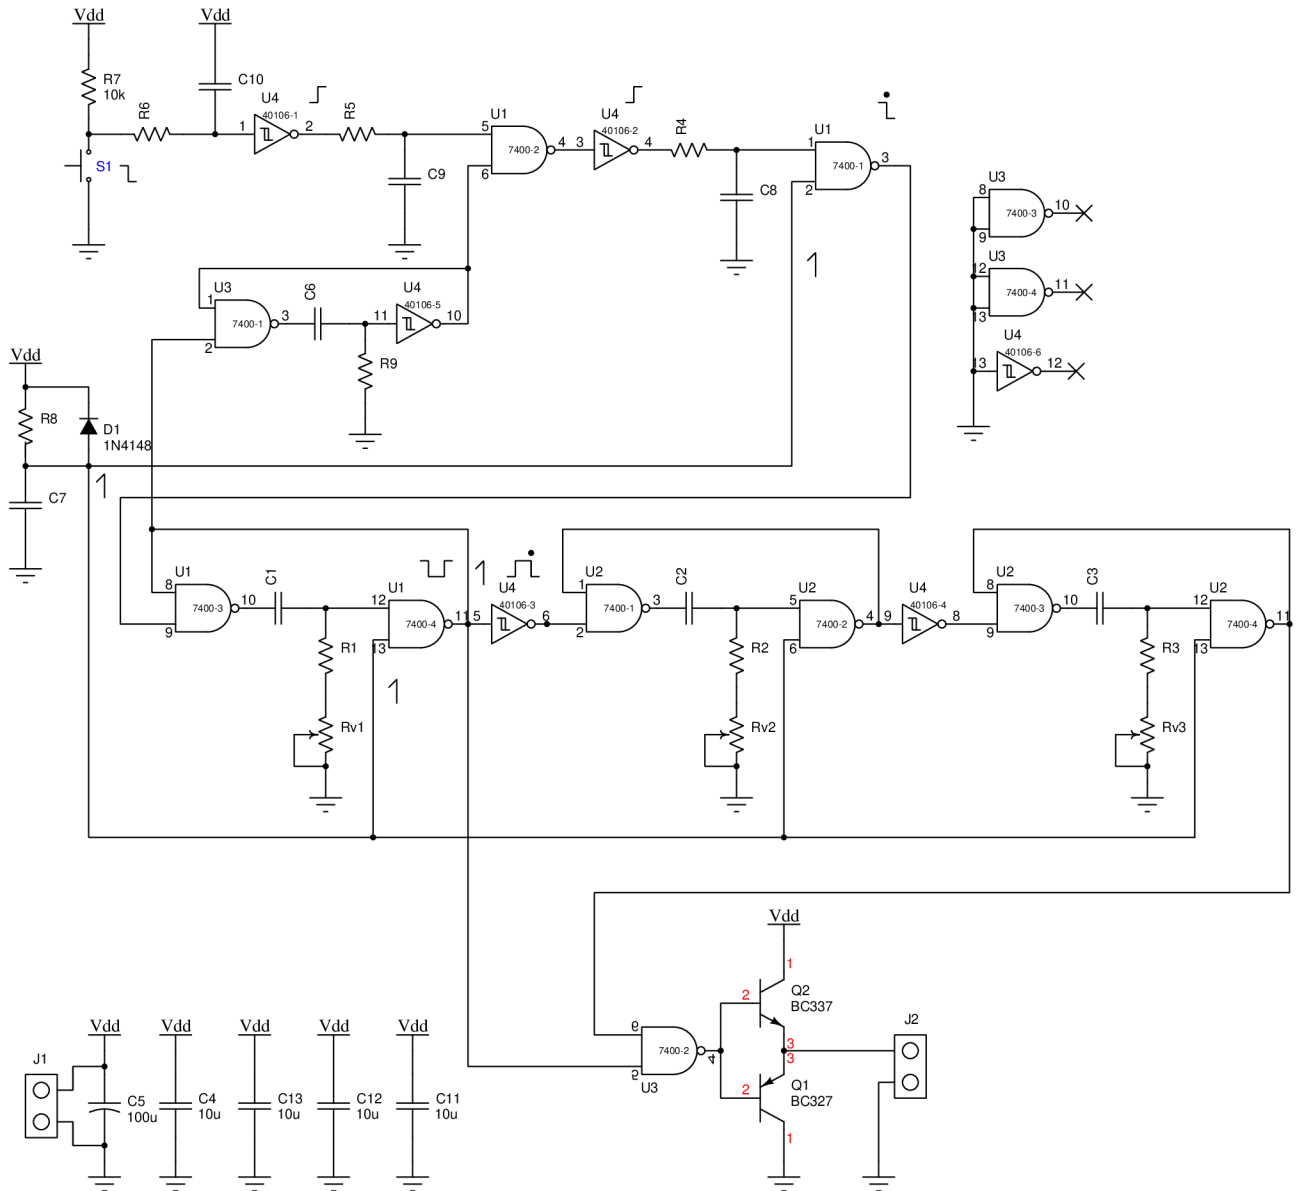 Vdd
Vdd
R7
10k
R6
C10
U4
40106-1
1
2
R5
S1
C9
U1
5
6
7400-2
4
3
U4
40106-2
4
R4
C8
U1
1
2
7400-1
3
U3
8
9
7400-3
10
U3
12
13
7400-4
11
U4
40106-6
13
12
U3
1
2
7400-1
3
C6
U4
40106-5
11
10
R9
Vdd
R8
D1
1N4148
C7
U1
8
9
7400-3
10
C1
U1
12
13
7400-4
11
R1
Rv1
U4
40106-3
5
6
U2
1
2
7400-1
3
C2
U2
5
6
7400-2
4
R2
Rv2
U4
40106-4
9
8
U2
8
9
7400-3
10
C3
U2
12
13
7400-4
11
R3
Rv3
Vdd
1
2
Q2
BC337
3
3
2
Q1
BC327
1
6
5
7400-2
4
U3
J2
J1
Vdd
C5
100u
Vdd
C4
10u
Vdd
C13
10u
Vdd
C12
10u
Vdd
C11
10u